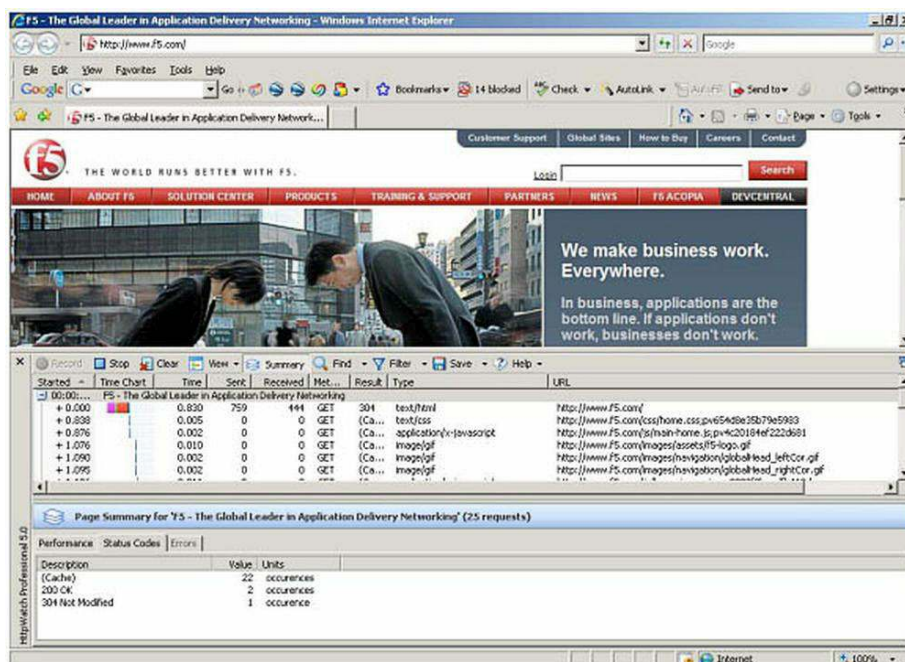 F5 - The Global Leader in Application Delivery Networking - Windows Internet Explorer
http://www.f5.com/
Google
File Edit View Favorites Tools Help
Google G Go Bookmarks 14 blocked Check AutoLink AutoFill Send to Settings
F5 - The Global Leader in Application Delivery Network... Page Tools
Customer Support Global Sites How to Buy Careers Contact
f5
THE WORLD RUNS BETTER WITH F5.
Login Search
HOME ABOUT F5 SOLUTION CENTER PRODUCTS TRAINING & SUPPORT PARTNERS NEWS F5 ACOPIA DEVCENTRAL
We make business work.
Everywhere.
In business, applications are the
bottom line. If applications don't
work, businesses don't work.
Record Stop Clear View Summary Find Filter Save Help
Started Time Chart Time Sent Received Met... Result Type URL
00:00:... F5 - The Global Leader in Application Delivery Networking
+ 0.000 0.830 759 444 GET 304 text/html http://www.f5.com/
+ 0.838 0.005 0 0 GET (Ca... text/css http://www.f5.com/css/home.css;pv654d8e35b79e5983
+ 0.876 0.002 0 0 GET (Ca... application/x-javascript http://www.f5.com/js/main-home.js;pv4c20184ef222d681
+ 1.076 0.010 0 0 GET (Ca... image/gif http://www.f5.com/images/assets/f5-logo.gif
+ 1.090 0.002 0 0 GET (Ca... image/gif http://www.f5.com/images/navigation/globalHead_leftCor.gif
+ 1.095 0.002 0 0 GET (Ca... image/gif http://www.f5.com/images/navigation/globalHead_rightCor.gif
Page Summary for 'F5 - The Global Leader in Application Delivery Networking' (25 requests)
Performance Status Codes Errors
Description Value Units
(Cache) 22 occurences
200 OK 2 occurences
304 Not Modified 1 occurence
HttpWatch Professional 5.0
Internet 100%